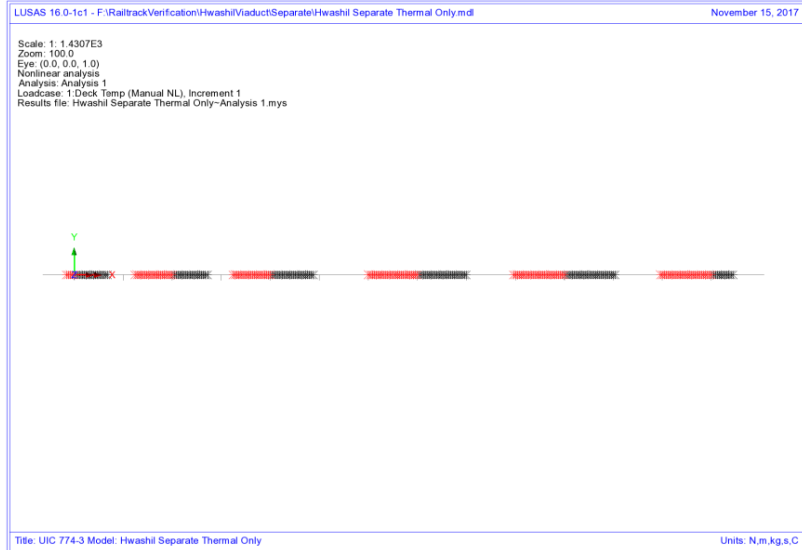 LUSAS 16.0-1c1 - F:\RailtrackVerification\HwashilViaduct\Separate\Hwashil Separate Thermal Only.mdl November 15, 2017
Scale: 1: 1.4307E3
Zoom: 100.0
Eye: (0.0, 0.0, 1.0)
Nonlinear analysis
Analysis: Analysis 1
Loadcase: 1:Deck Temp (Manual NL), Increment 1
Results file: Hwashil Separate Thermal Only~Analysis 1.mys
Y
X
Title: UIC 774-3 Model: Hwashil Separate Thermal Only Units: N,m,kg,s,C